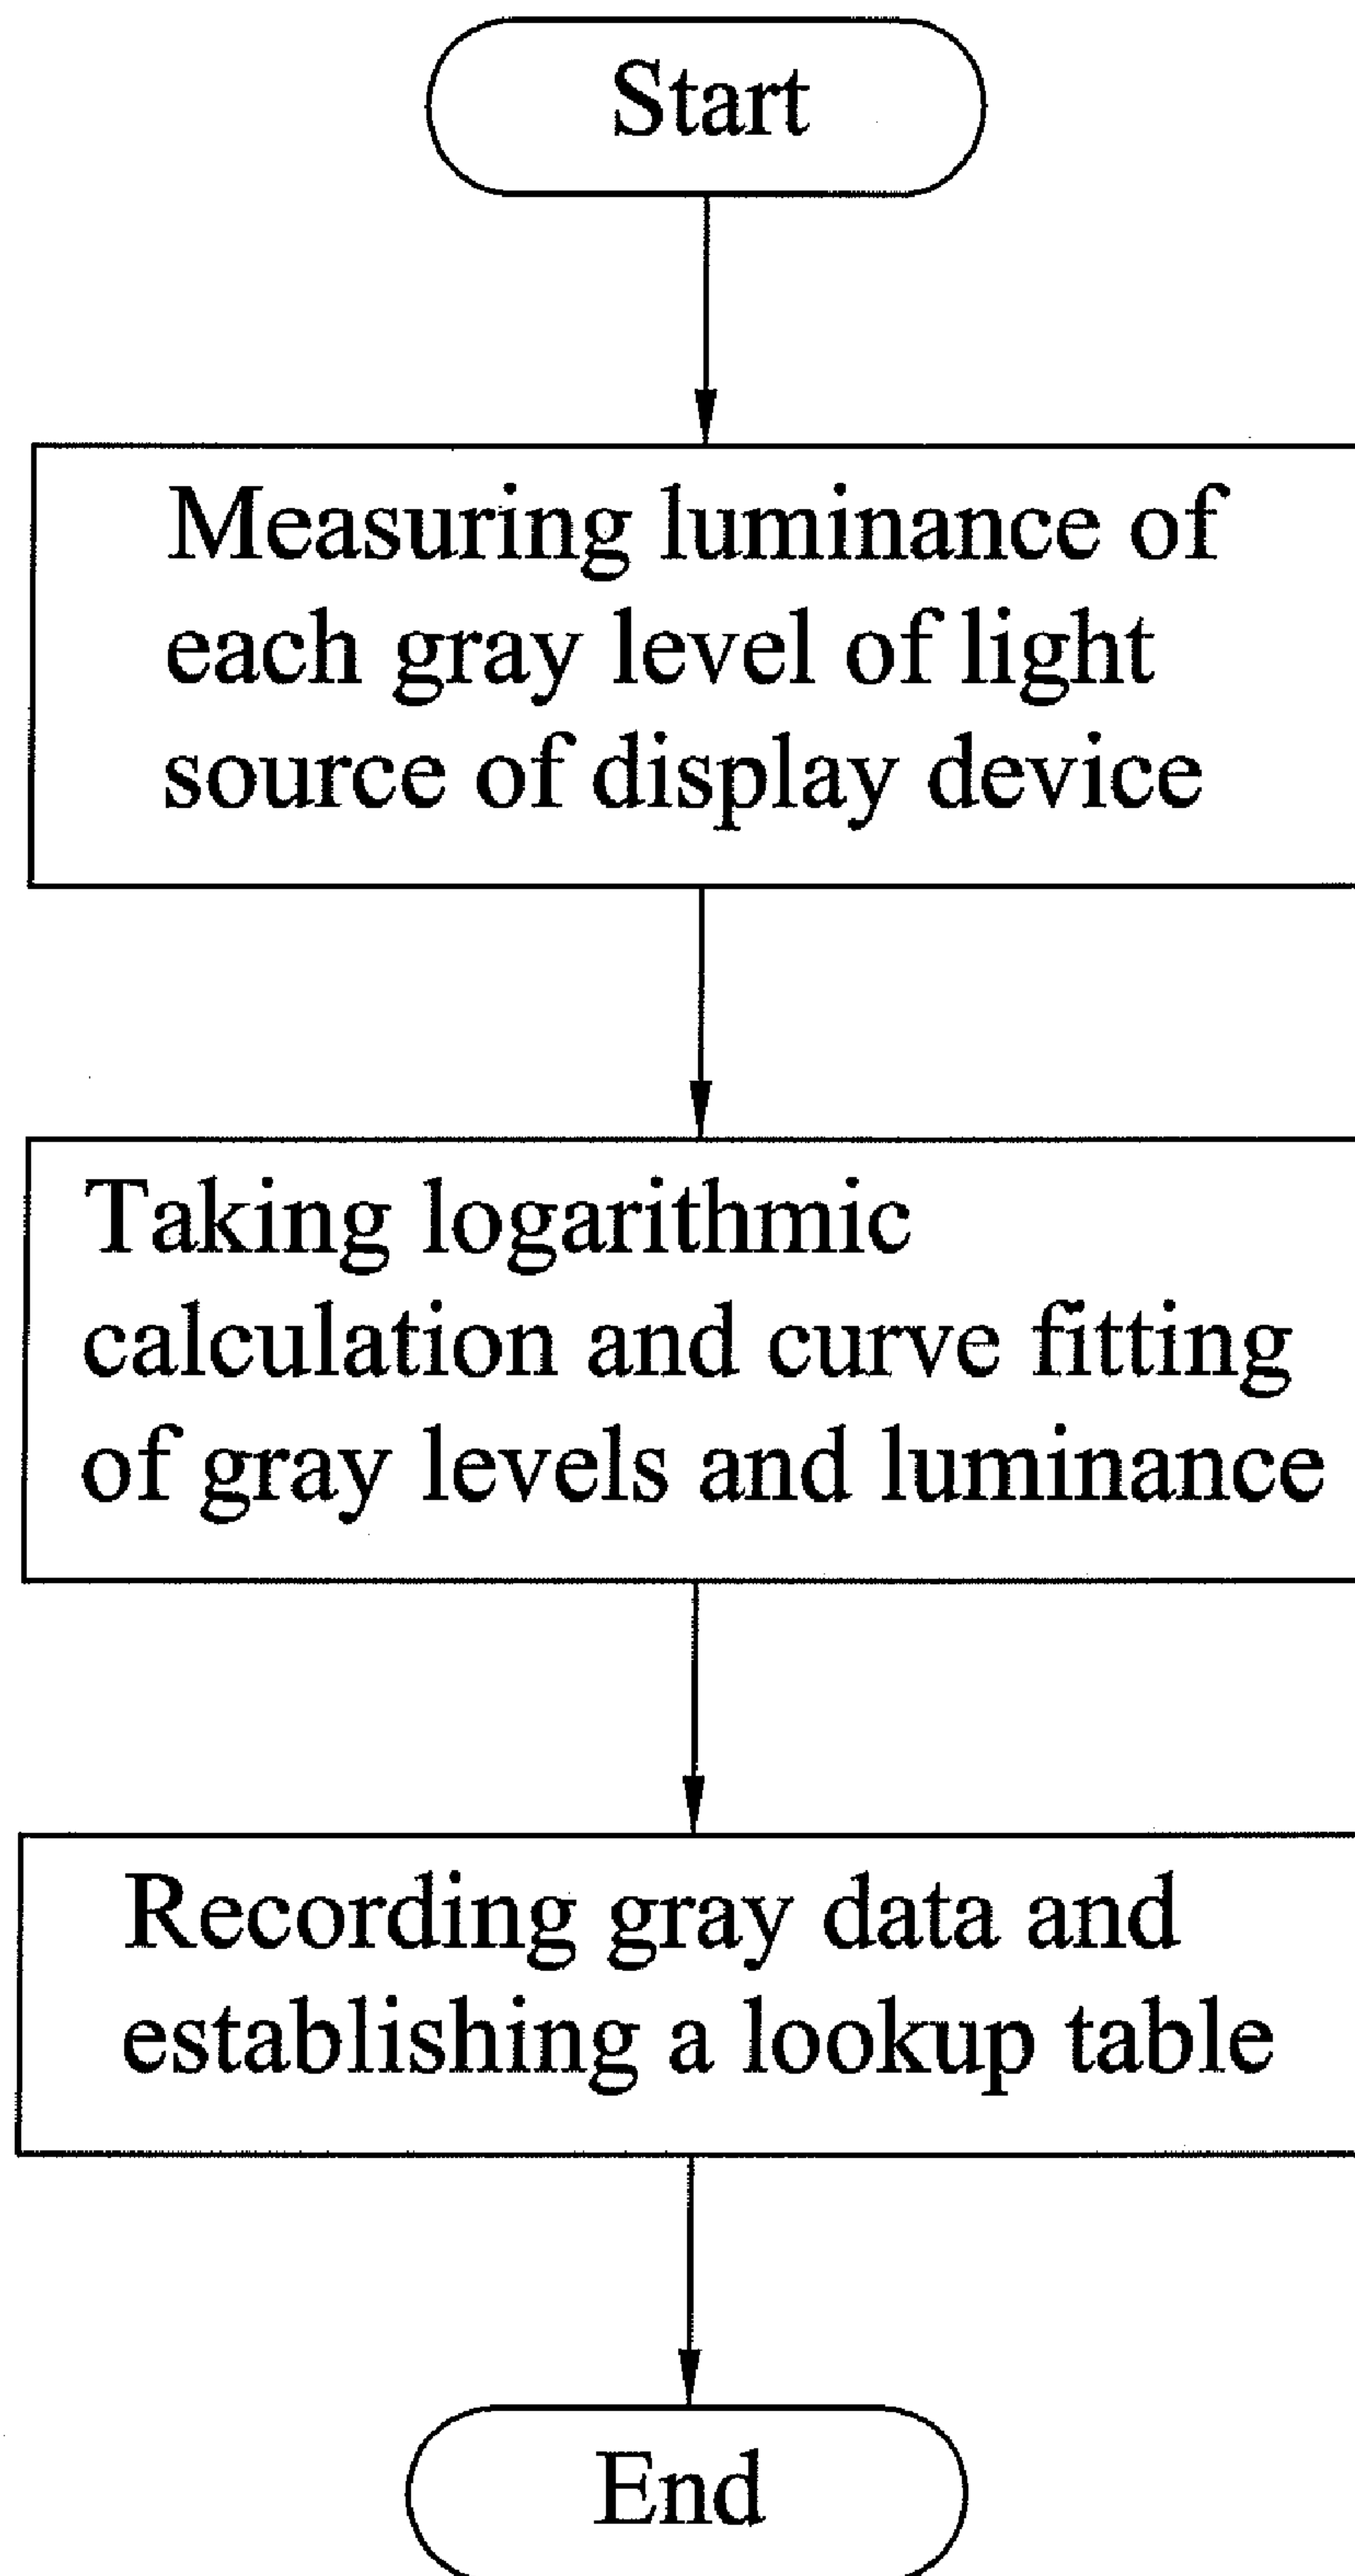 Start
Measuring luminance of
each gray level of light
source of display device
Taking logarithmic
calculation and curve fitting
of gray levels and luminance
Recording gray data and
establishing a lookup table
End